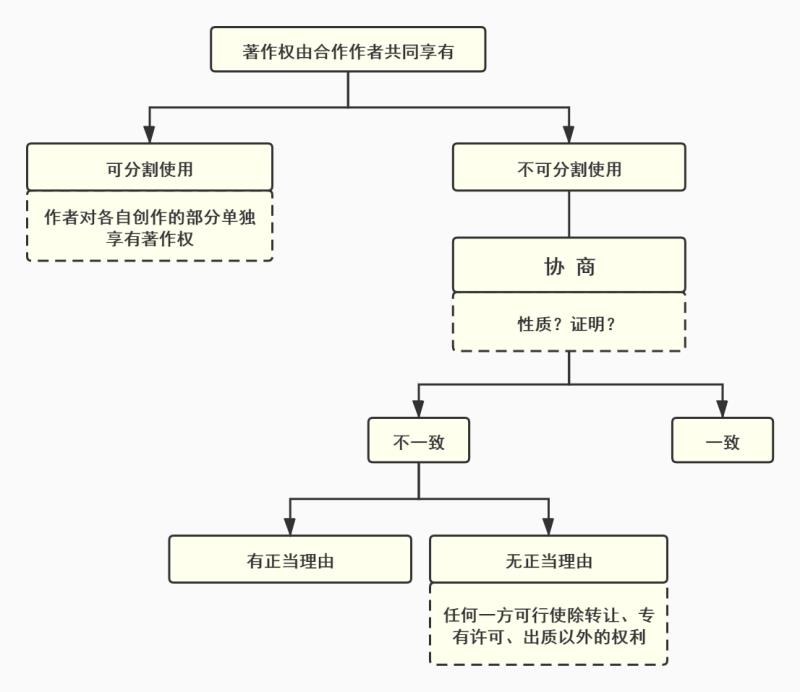 著作权由合作作者共同享有
可分割使用
不可分割使用
作者对各自创作的部分单独
享有著作权
协 商
性质？证明？
不一致
一致
有正当理由
无正当理由
任何一方可行使除转让、专
有许可、出质以外的权利